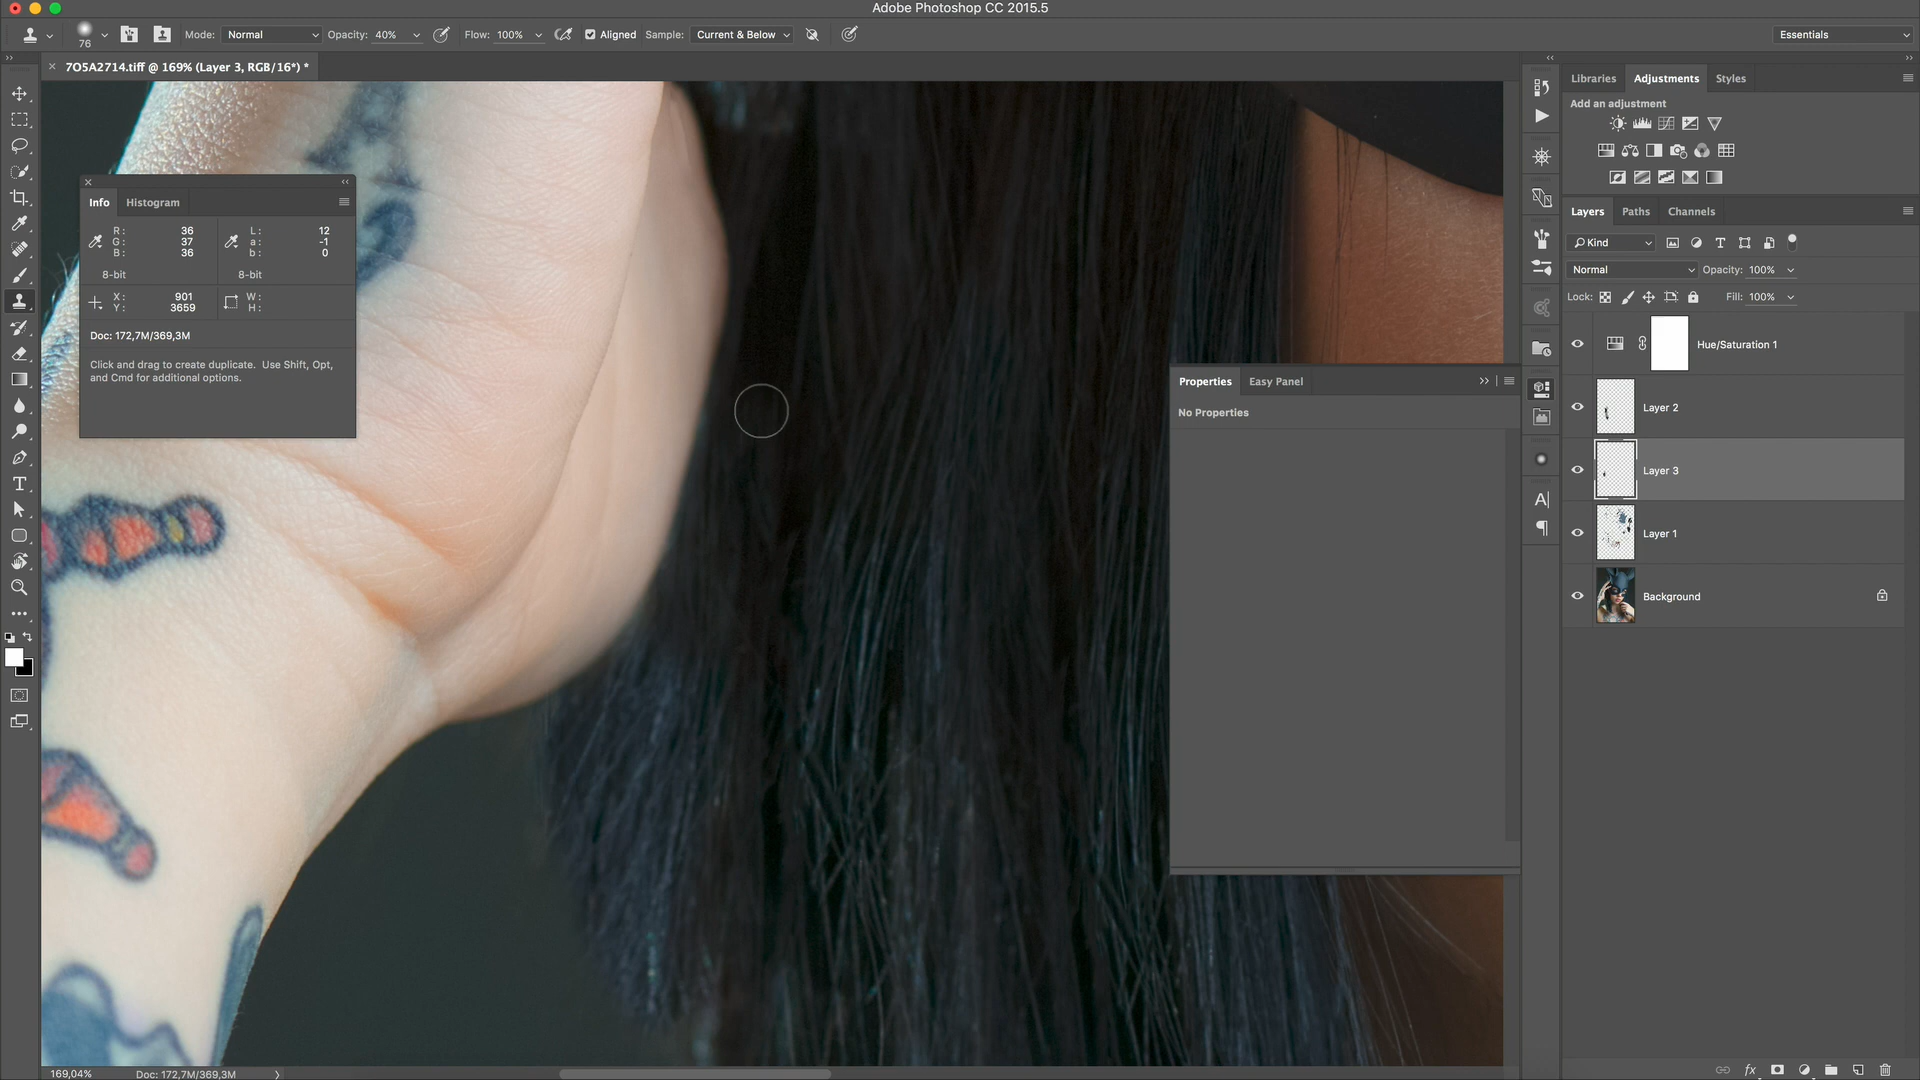 Adobe Photoshop CC 2015.5
76
Mode: Normal Opacity: 40% Flow: 100% Aligned Sample: Current & Below Essentials
7O5A2714.tiff @ 169% (Layer 3, RGB/16*) *
Libraries Adjustments Styles
Add an adjustment
Info Histogram
R: 36 L: 12
G: 37 a: -1
B: 36 b: 0
8-bit 8-bit
X: 901 W:
Y: 3659 H:
Doc: 172,7M/369,3M
Click and drag to create duplicate. Use Shift, Opt,
and Cmd for additional options.
Layers Paths Channels
Kind
Normal Opacity: 100%
Lock: Fill: 100%
Hue/Saturation 1
Properties Easy Panel
No Properties
Layer 2
Layer 3
Layer 1
Background
169,04% Doc: 172,7M/369,3M